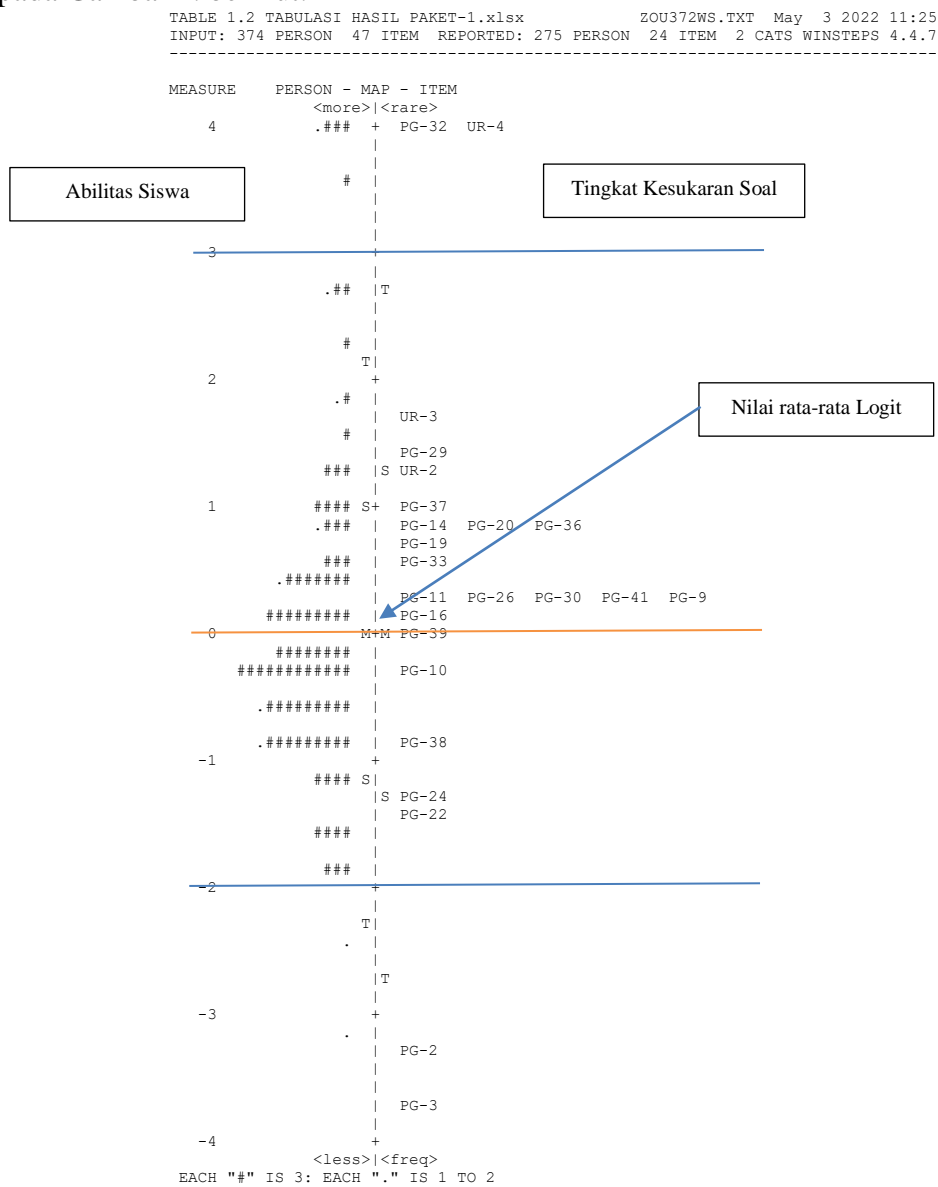 TABLE 1.2 TABULASI HASIL PAKET-1.xlsx ZOU372WS.TXT May 3 2022 11:25
INPUT: 374 PERSON 47 ITEM REPORTED: 275 PERSON 24 ITEM 2 CATS WINSTEPS 4.4.7
--------------------------------------------------------------------------------
MEASURE PERSON - MAP - ITEM
<more>|<rare>
4 .### + PG-32 UR-4
|
|
# |
Abilitas Siswa
Tingkat Kesukaran Soal
|
|
|
3 +
|
.## |T
|
|
# |
T|
2 +
.# |
Nilai rata-rata Logit
| UR-3
# |
| PG-29
### |S UR-2
|
1 #### S+ PG-37
.### | PG-14 PG-20 PG-36
| PG-19
### | PG-33
.####### |
| PG-11 PG-26 PG-30 PG-41 PG-9
######### | PG-16
0 M+M PG-39
######## |
############ | PG-10
|
.######### |
|
.######### | PG-38
-1 +
#### S|
|S PG-24
| PG-22
#### |
|
### |
-2 +
|
T|
. |
|
|T
|
-3 +
. |
| PG-2
|
|
| PG-3
|
-4 +
<less>|<freq>
EACH "#" IS 3: EACH "." IS 1 TO 2